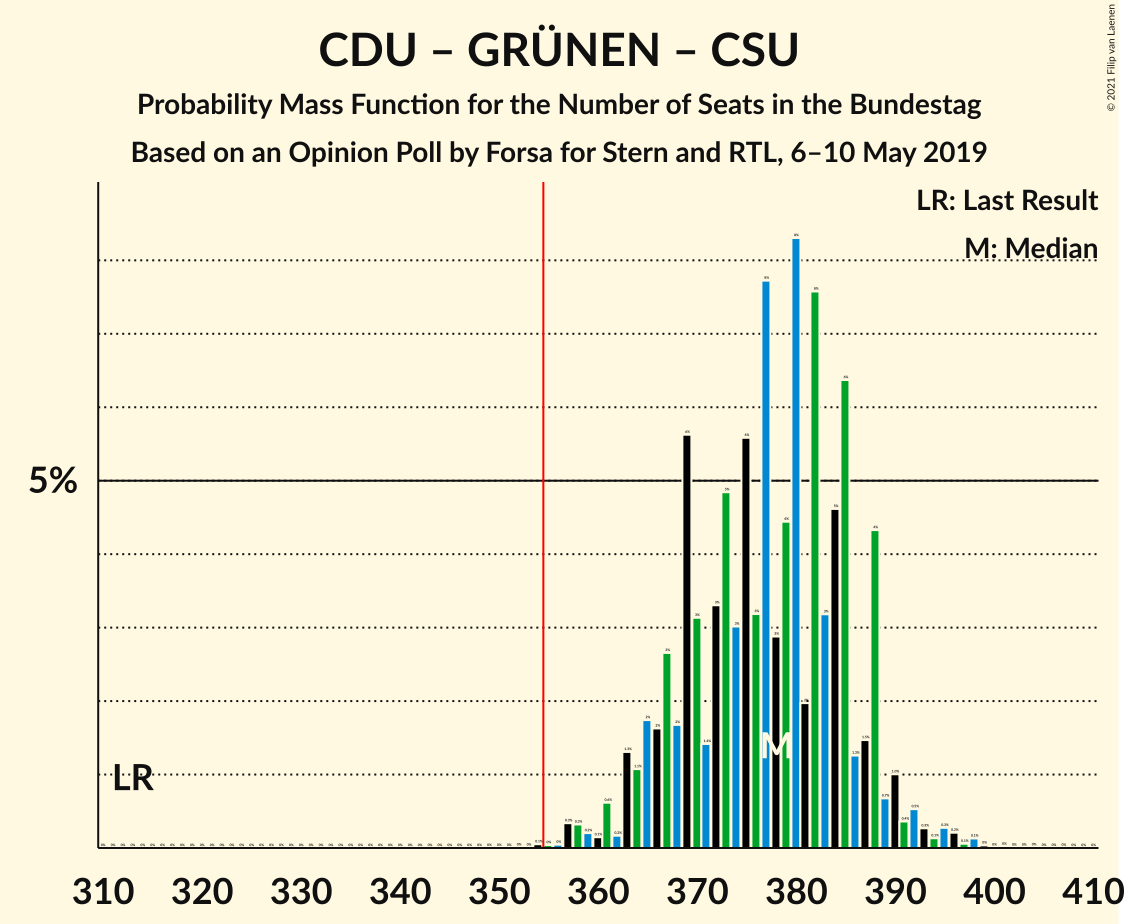 CDU – GRÜNEN – CSU
Probability Mass Function for the Number of Seats in the Bundestag
Based on an Opinion Poll by Forsa for Stern and RTL, 6–10 May 2019
© 2021 Filip van Laenen
LR: Last Result
M: Median
5%
LR
M
310 320 330 340 350 360 370 380 390 400 410